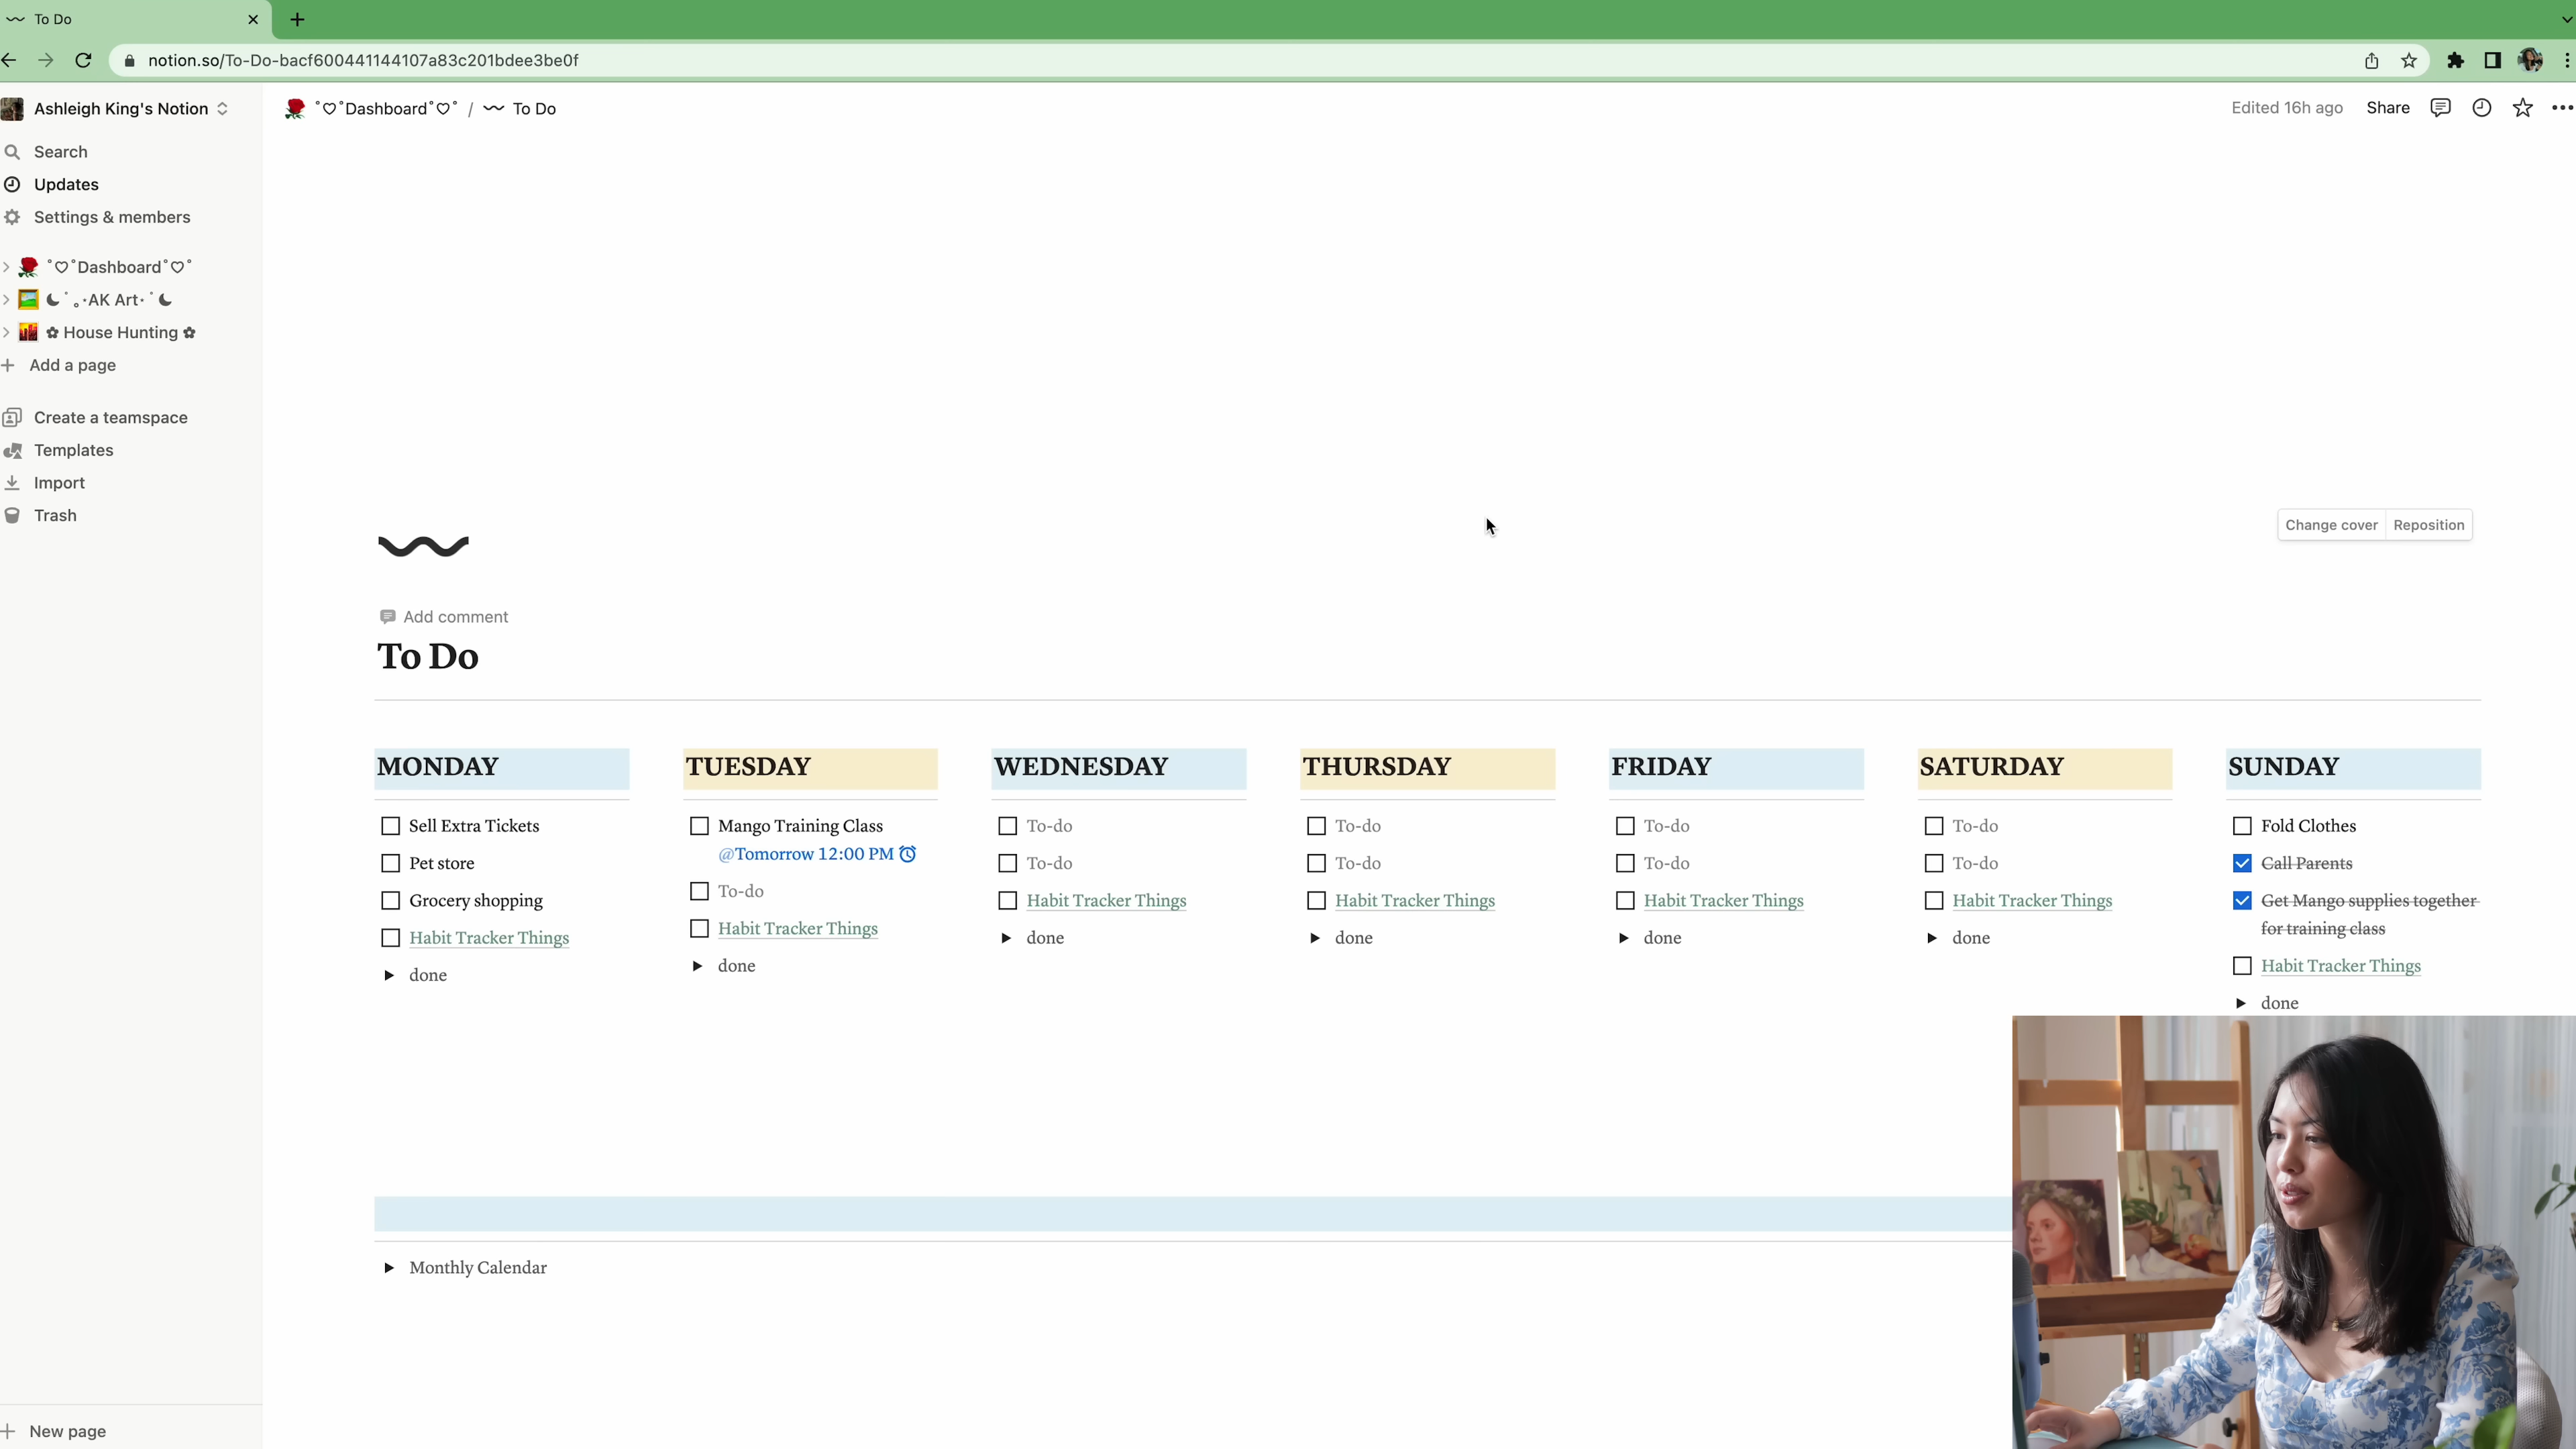 To Do
notion.so/To-Do-bacf600441144107a83c201bdee3be0f
Ashleigh King's Notion
Search
Updates
Settings & members
˚♡˚Dashboard˚♡˚
⏾˚｡⋆AK Art⋆˙⏾
✿ House Hunting ✿
Add a page
Create a teamspace
Templates
Import
Trash
New page
˚♡˚Dashboard˚♡˚ / To Do
Edited 16h ago Share
Change cover Reposition
Add comment
To Do
MONDAY
Sell Extra Tickets
Pet store
Grocery shopping
Habit Tracker Things
done
TUESDAY
Mango Training Class
@Tomorrow 12:00 PM
To-do
Habit Tracker Things
done
WEDNESDAY
To-do
To-do
Habit Tracker Things
done
THURSDAY
To-do
To-do
Habit Tracker Things
done
FRIDAY
To-do
To-do
Habit Tracker Things
done
SATURDAY
To-do
To-do
Habit Tracker Things
done
SUNDAY
Fold Clothes
Call Parents
Get Mango supplies together
for training class
Habit Tracker Things
done
Monthly Calendar